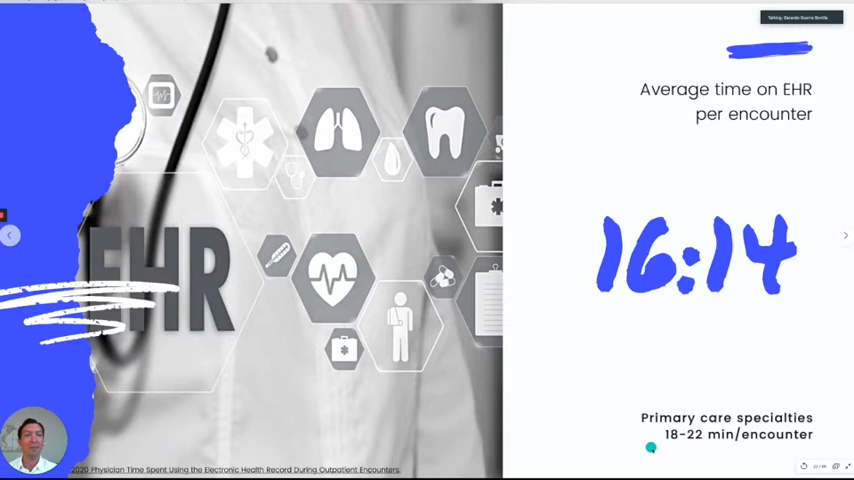 Talking: Gerardo Guerra Bonilla
Average time on EHR
per encounter
16:14
EHR
Primary care specialties
18-22 min/encounter
2020 Physician Time Spent Using the Electronic Health Record During Outpatient Encounters.